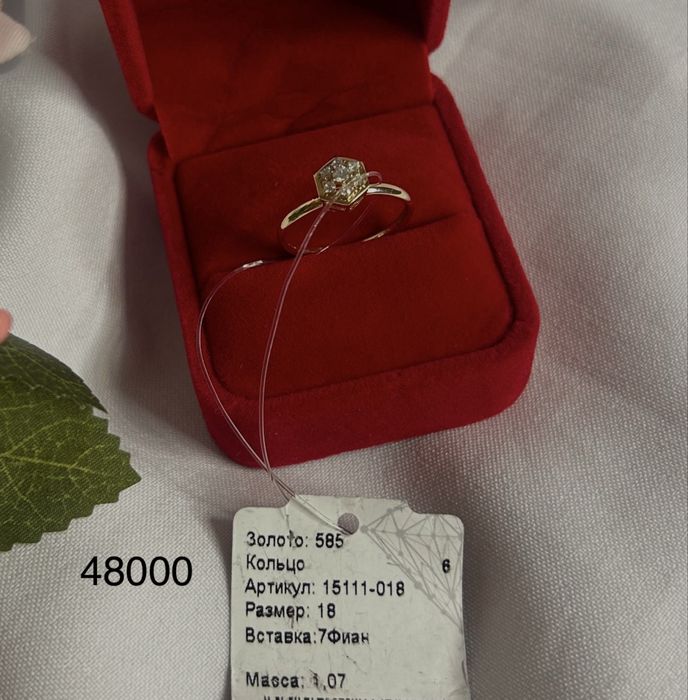 Золото: 585
Кольцо 6
Артикул: 15111-018
48000
Размер: 18
Вставка:7Фиан
Масса: 1,07